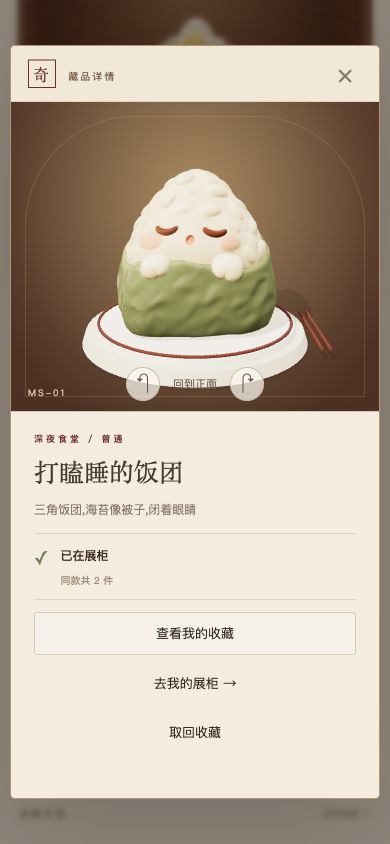 奇
藏品详情
回到正面
MS-01
深夜食堂 / 普通
打瞌睡的饭团
三角饭团,海苔像被子,闭着眼睛
已在展柜
同款共 2 件
查看我的收藏
去我的展柜 →
取回收藏